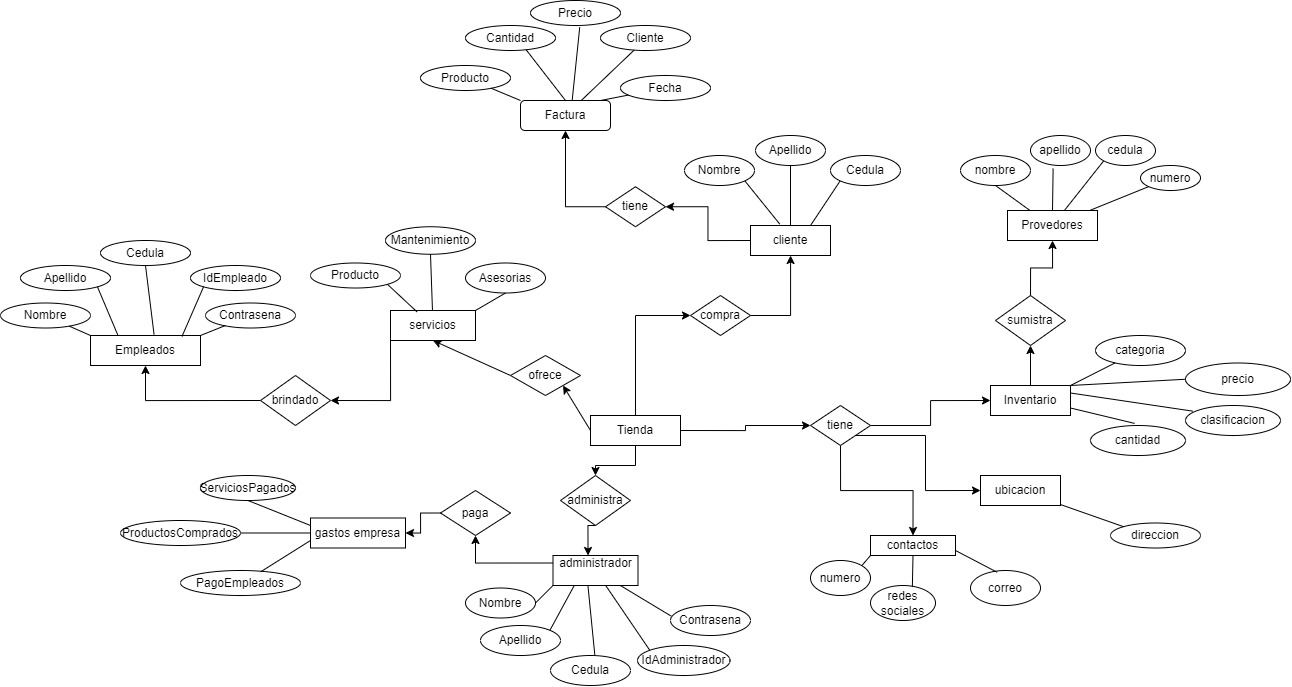 Precio
Cantidad
Cliente
Producto
Fecha
Factura
Nombre
Apellido
Cedula
tiene
cliente
nombre
apellido
cedula
numero
Provedores
Mantenimiento
Producto
Asesorias
servicios
Cedula
Apellido
IdEmpleado
Nombre
Contrasena
Empleados
compra
sumistra
ofrece
brindado
categoria
precio
Inventario
clasificacion
cantidad
Tienda
tiene
ubicacion
direccion
administra
ServiciosPagados
paga
ProductosComprados
gastos empresa
PagoEmpleados
contactos
numero
redes
sociales
correo
administrador
Nombre
Contrasena
Apellido
IdAdministrador
Cedula